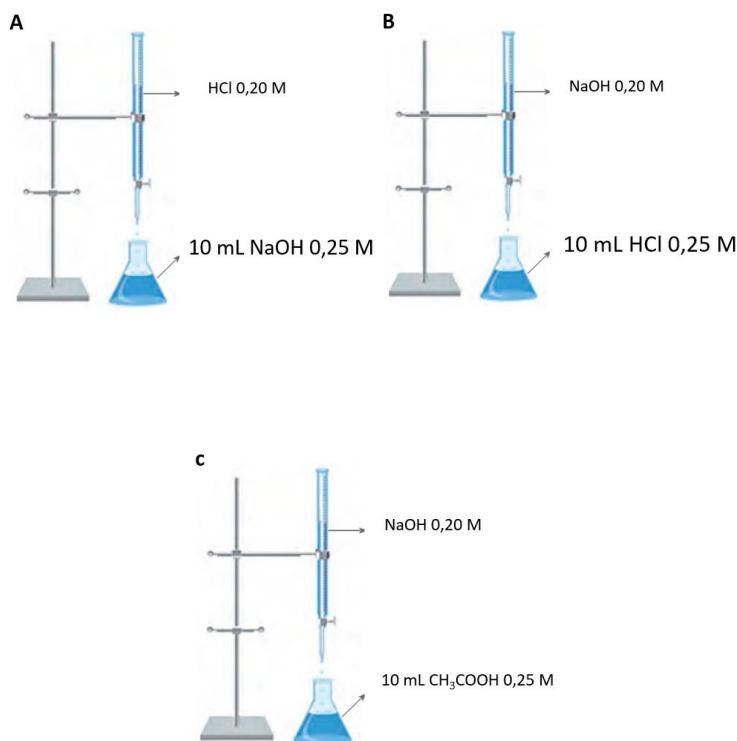 A
HCl 0,20 M
10 mL NaOH 0,25 M
B
NaOH 0,20 M
10 mL HCl 0,25 M
c
NaOH 0,20 M
10 mL CH₃COOH 0,25 M